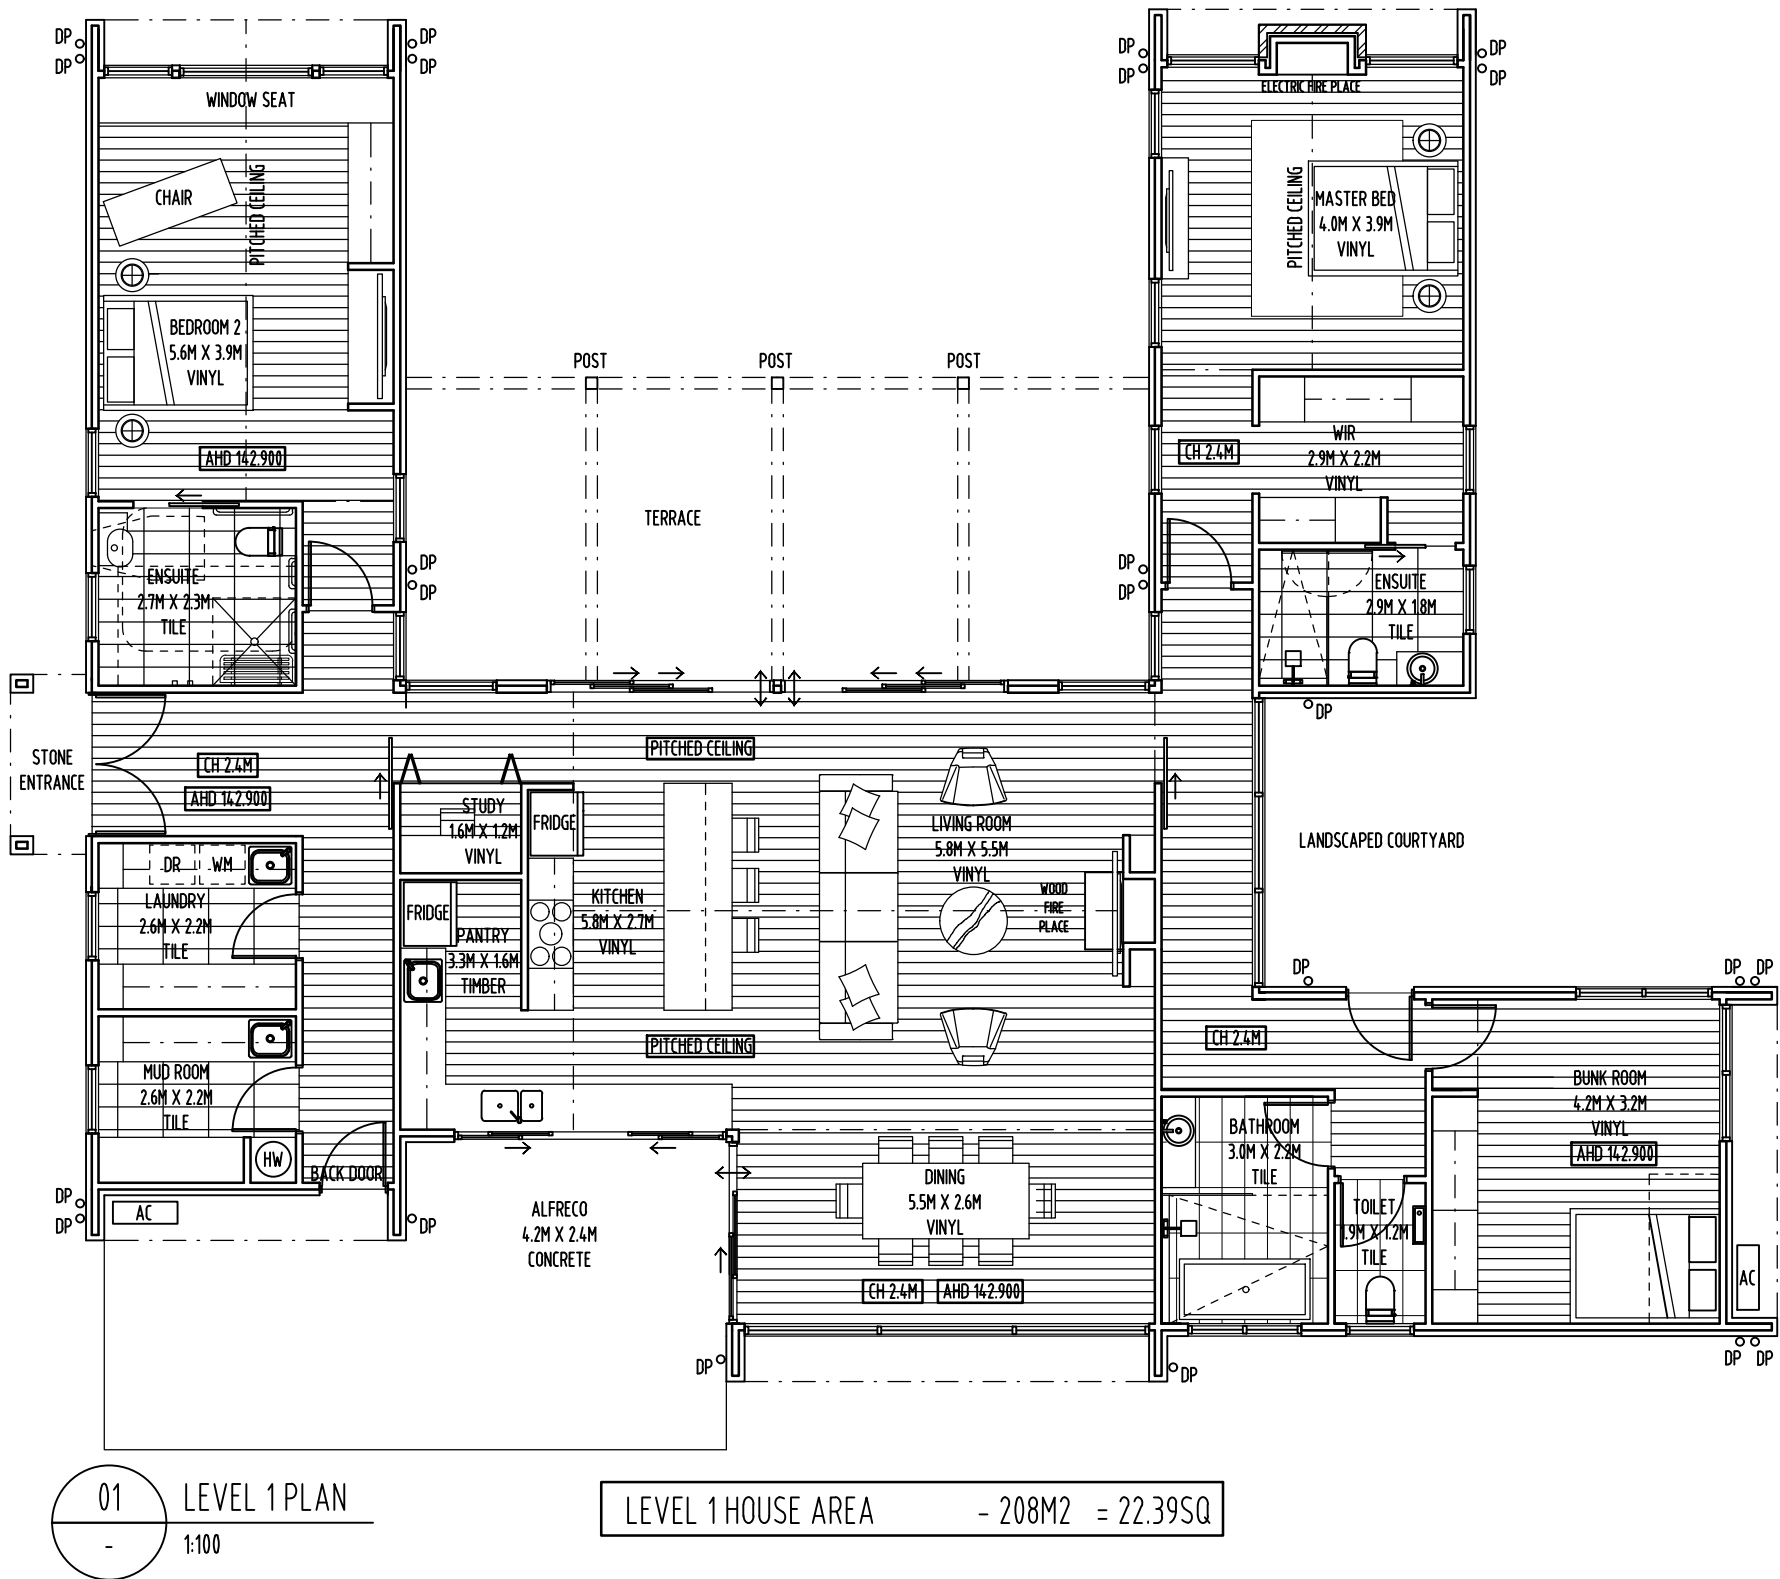 DP
DP
DP
DP
WINDOW SEAT
CHAIR
PITCHED CEILING
BEDROOM 2
5.6M X 3.9M
VINYL
AHD 142.900
ENSUITE
2.7M X 2.3M
TILE
DP
DP
POST
POST
POST
TERRACE
DP
DP
DP
DP
ELECTRIC FIRE PLACE
PITCHED CEILING
MASTER BED
4.0M X 3.9M
VINYL
CH 2.4M
WIR
2.9M X 2.2M
VINYL
DP
DP
ENSUITE
2.9M X 1.8M
TILE
DP
STONE
ENTRANCE
CH 2.4M
AHD 142.900
PITCHED CEILING
STUDY
1.6M X 1.2M
VINYL
FRIDGE
LIVING ROOM
5.8M X 5.5M
VINYL
LANDSCAPED COURTYARD
DR
WM
LAUNDRY
2.6M X 2.2M
TILE
FRIDGE
PANTRY
3.3M X 1.6M
TIMBER
KITCHEN
5.8M X 2.7M
VINYL
WOOD
FIRE
PLACE
DP
DP
DP
PITCHED CEILING
CH 2.4M
MUD ROOM
2.6M X 2.2M
TILE
HW
BACK DOOR
AC
DP
DP
DP
ALFRECO
4.2M X 2.4M
CONCRETE
DINING
5.5M X 2.6M
VINYL
CH 2.4M
AHD 142.900
BATHROOM
3.0M X 2.2M
TILE
TOILET
1.9M X 1.2M
TILE
BUNK ROOM
4.2M X 3.2M
VINYL
AHD 142.900
AC
DP
DP
DP
DP
01
-
LEVEL 1 PLAN
1:100
LEVEL 1 HOUSE AREA - 208M2 = 22.39SQ